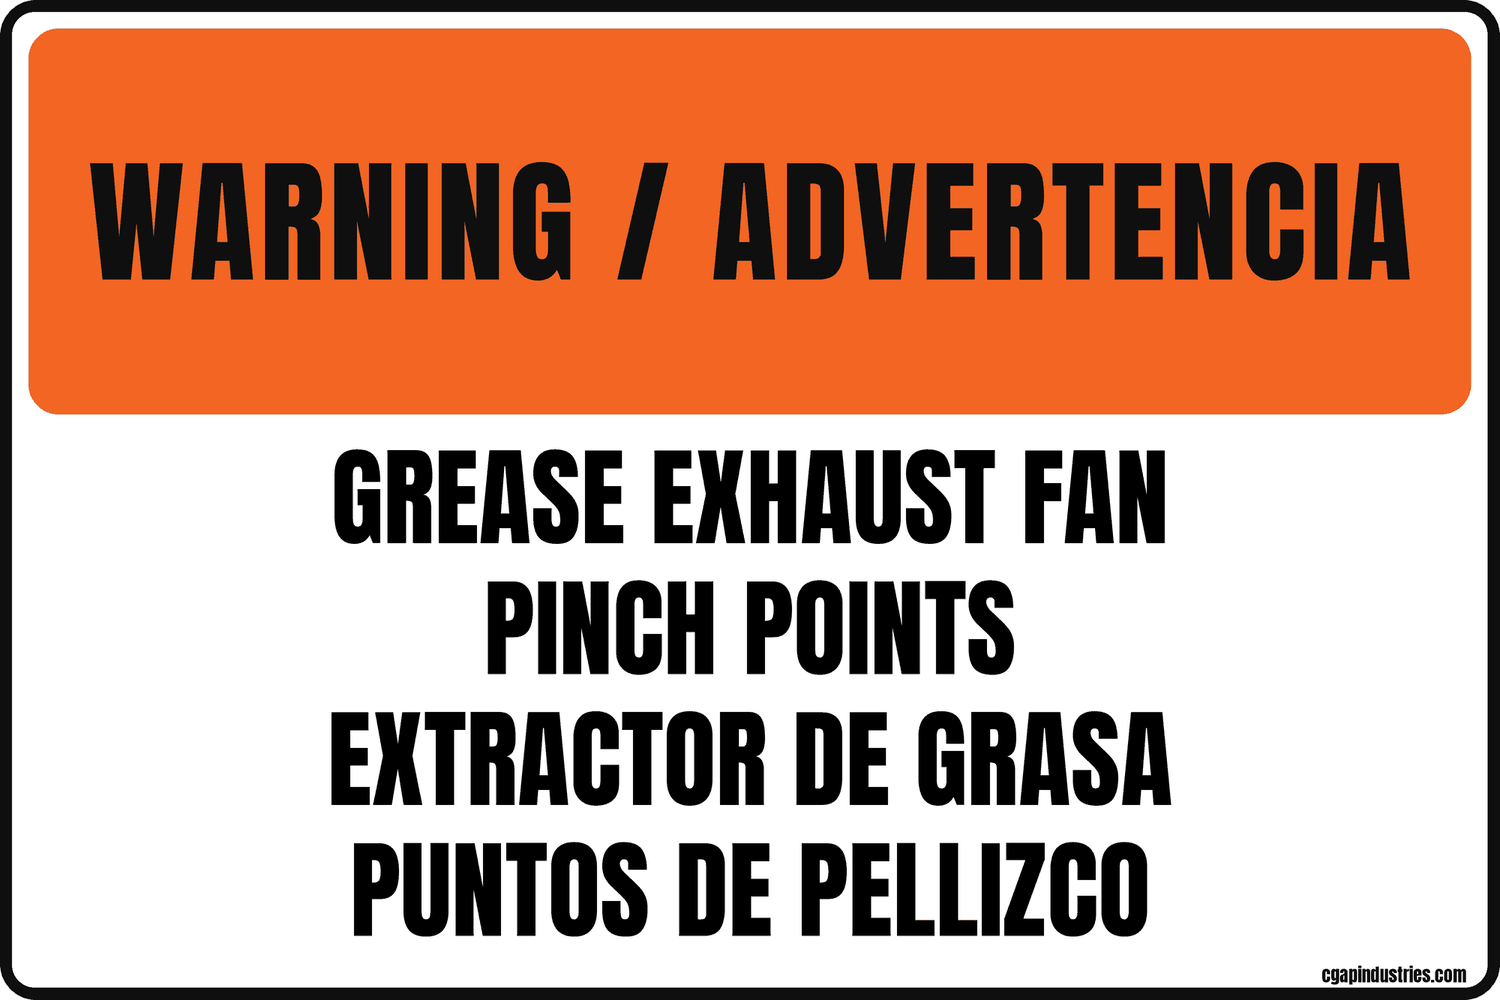 WARNING / ADVERTENCIA
GREASE EXHAUST FAN
PINCH POINTS
EXTRACTOR DE GRASA
PUNTOS DE PELLIZCO
cgapindustries.com